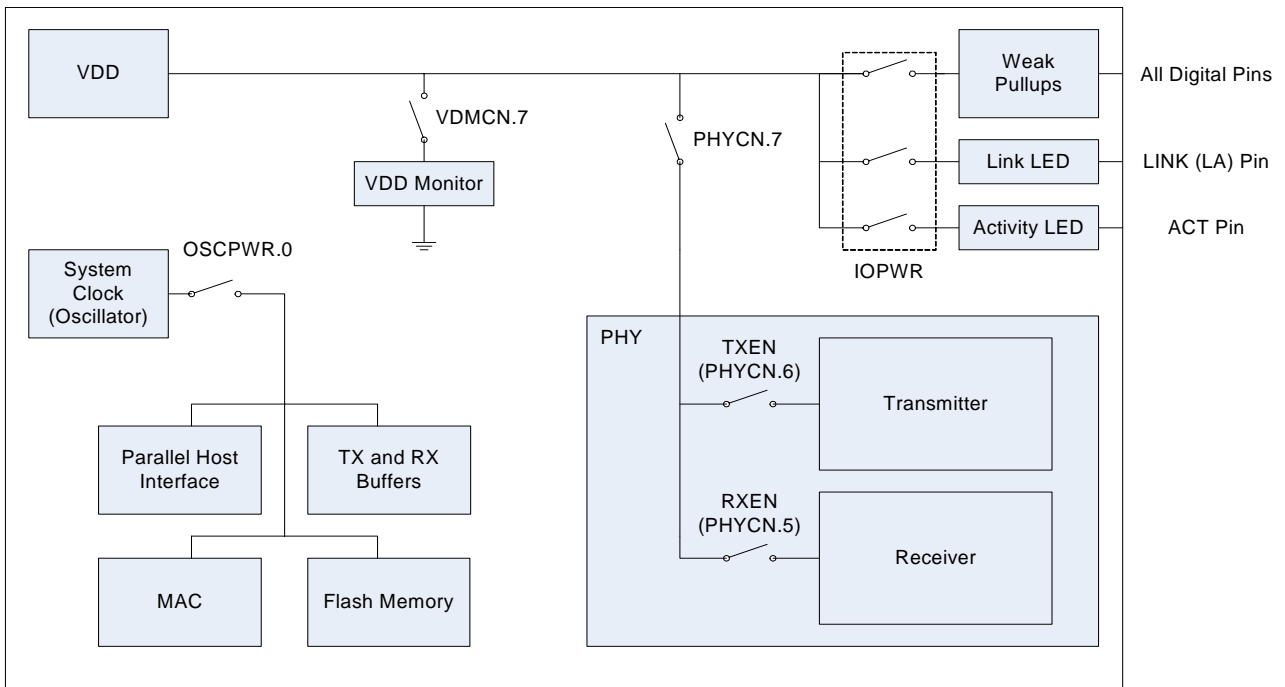 VDD
VDMCN.7
VDD Monitor
PHYCN.7
Weak
Pullups
All Digital Pins
Link LED
LINK (LA) Pin
Activity LED
ACT Pin
IOPWR
System
Clock
(Oscillator)
OSCPWR.0
Parallel Host
Interface
TX and RX
Buffers
MAC
Flash Memory
PHY
TXEN
(PHYCN.6)
Transmitter
RXEN
(PHYCN.5)
Receiver